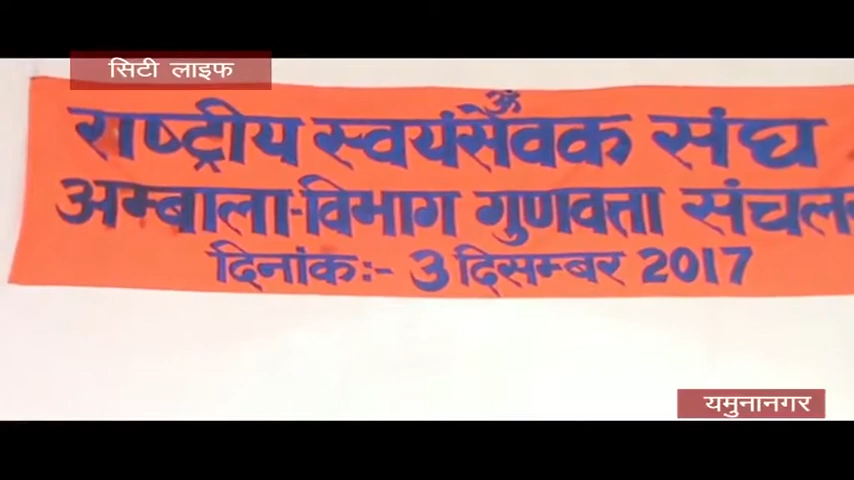 सिटी लाइफ
ॐ
राष्ट्रीय स्वयंसेवक संघ
अम्बाला-विभाग गुणवत्ता
दिनांक:- 3 दिसम्बर 2017
यमुनानगर